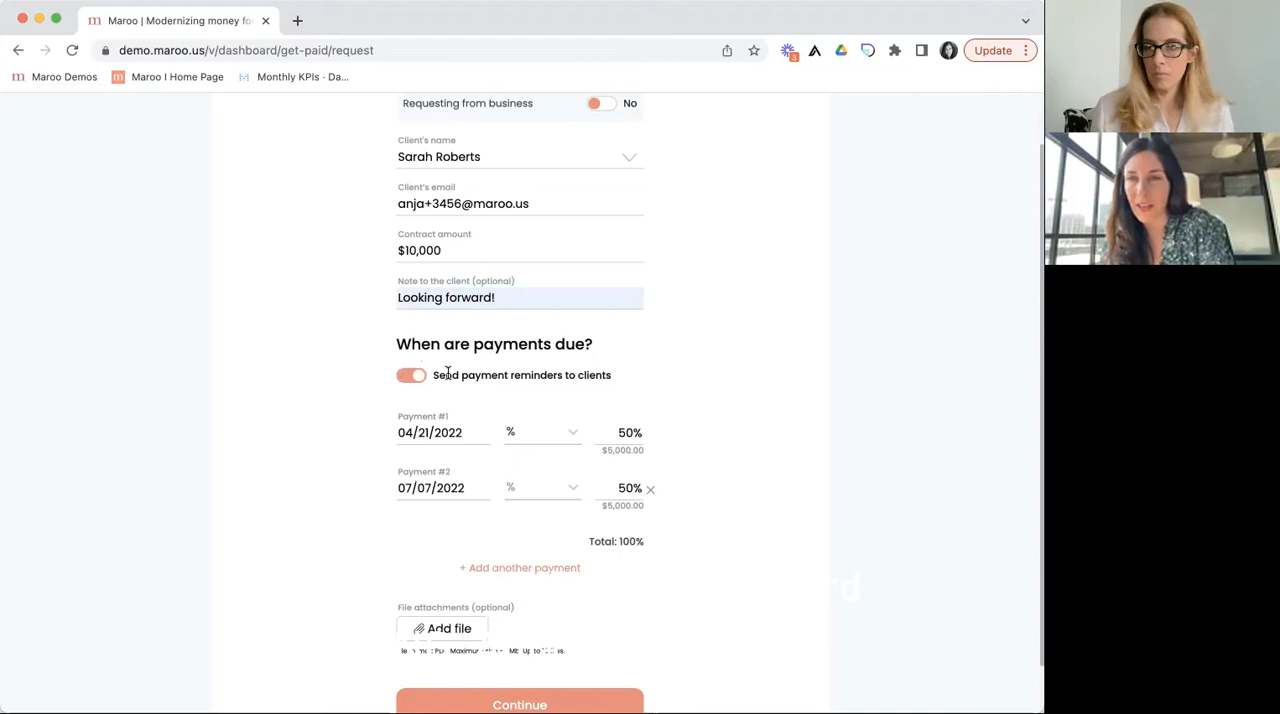 m Maroo | Modernizing money fo
demo.maroo.us/v/dashboard/get-paid/request
3
Update
m Maroo Demos
m Maroo I Home Page
Monthly KPIs - Da...
Requesting from business
No
Client's name
Sarah Roberts
Client's email
anja+3456@maroo.us
Contract amount
$10,000
Note to the client (optional)
Looking forward!
When are payments due?
Send payment reminders to clients
Payment #1
04/21/2022 % 50%
$5,000.00
Payment #2
07/07/2022 % 50%
$5,000.00
Total: 100%
+ Add another payment
File attachments (optional)
Add file
Continue